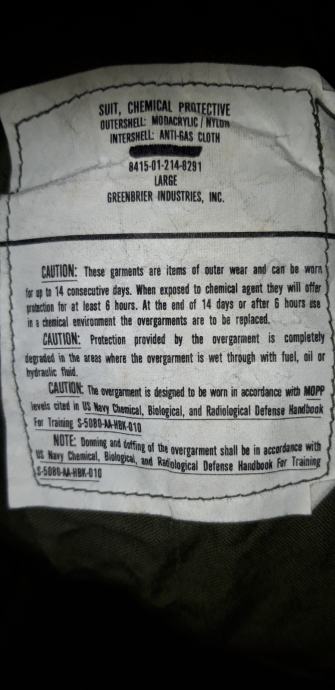 SUIT, CHEMICAL PROTECTIVE
OUTERSHELL: MODACRYLIC / NYLON
INTERSHELL: ANTI-GAS CLOTH
8415-01-214-8291
LARGE
GREENBRIER INDUSTRIES, INC.
CAUTION: These garments are items of outer wear and can be worn
for up to 14 consecutive days. When exposed to chemical agent they will offer
protection for at least 6 hours. At the end of 14 days or after 6 hours use
in a chemical environment the overgarments are to be replaced.
CAUTION: Protection provided by the overgarment is completely
degraded in the areas where the overgarment is wet through with fuel, oil or
hydraulic fluid.
CAUTION: The overgarment is designed to be worn in accordance with MOPP
levels cited in US Navy Chemical, Biological, and Radiological Defense Handbook
For Training S-5080-AA-HBK-010
NOTE: Donning and doffing of the overgarment shall be in accordance with
US Navy Chemical, Biological, and Radiological Defense Handbook For Training
S-5080-AA-HBK-010